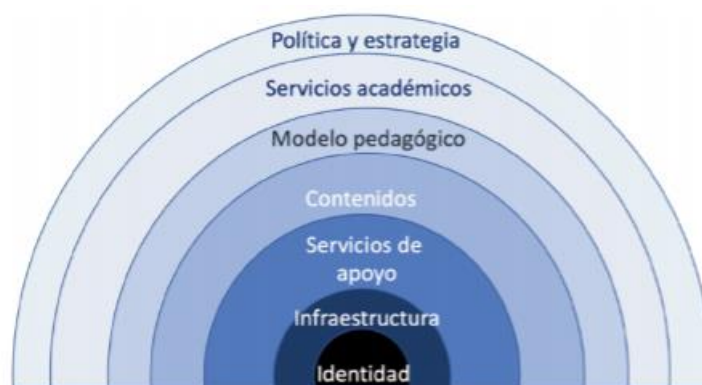 Política y estrategia
Servicios académicos
Modelo pedagógico
Contenidos
Servicios de
apoyo
Infraestructura
Identidad